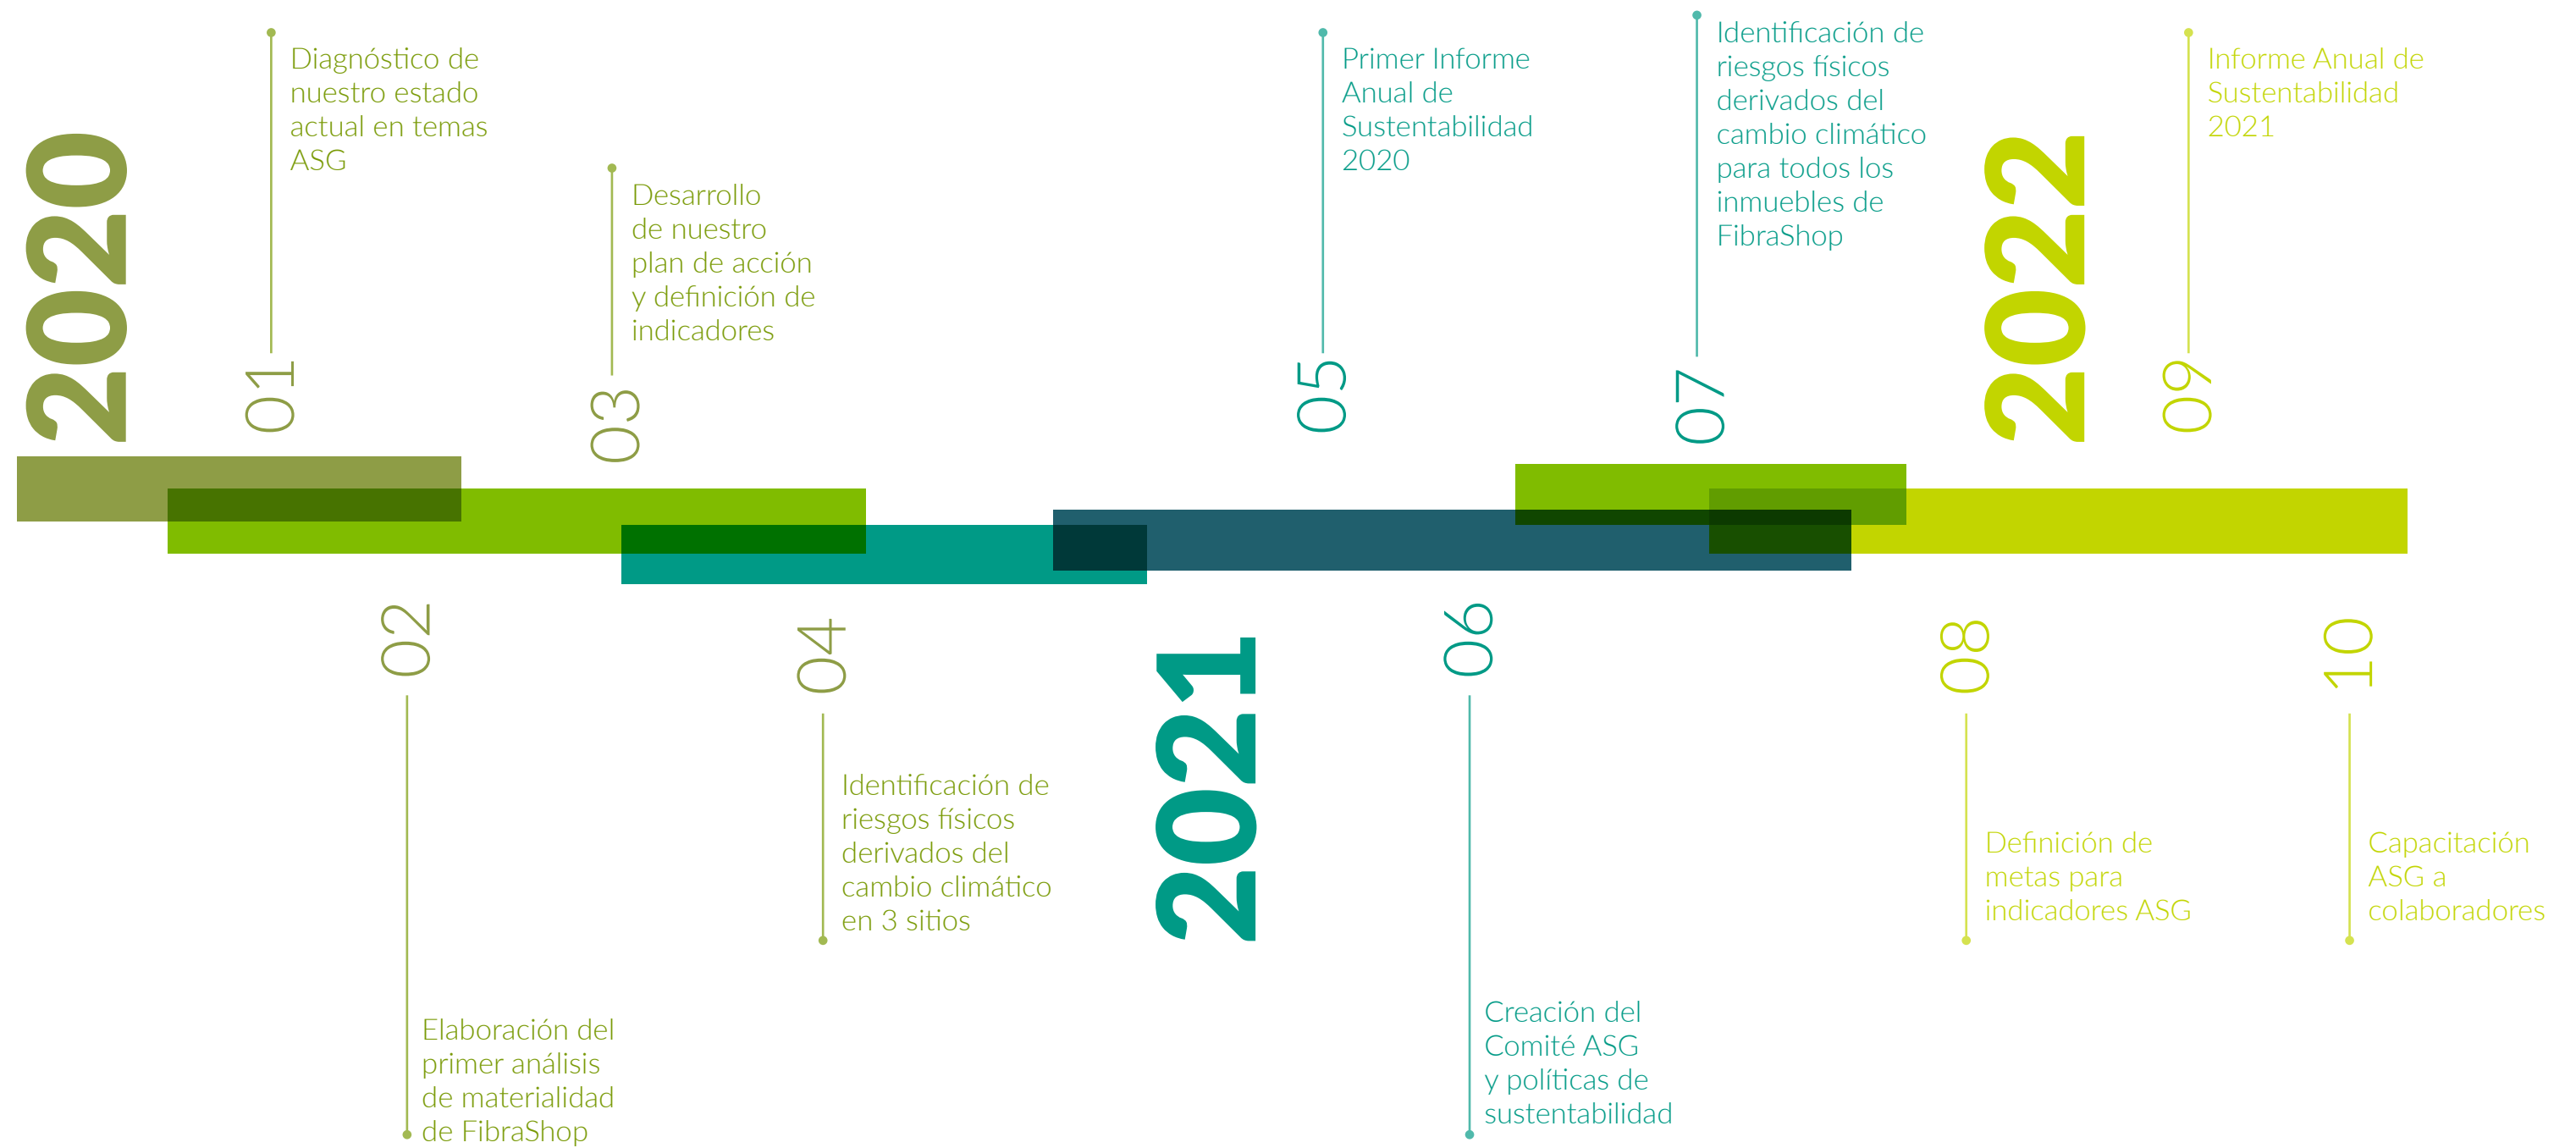 2020
01
Diagnóstico de
nuestro estado
actual en temas
ASG
02
Elaboración del
primer análisis
de materialidad
de FibraShop
03
Desarrollo
de nuestro
plan de acción
y definición de
indicadores
04
Identificación de
riesgos físicos
derivados del
cambio climático
en 3 sitios
2021
05
Primer Informe
Anual de
Sustentabilidad
2020
06
Creación del
Comité ASG
y políticas de
sustentabilidad
07
Identificación de
riesgos físicos
derivados del
cambio climático
para todos los
inmuebles de
FibraShop
2022
08
Definición de
metas para
indicadores ASG
09
Informe Anual de
Sustentabilidad
2021
10
Capacitación
ASG a
colaboradores